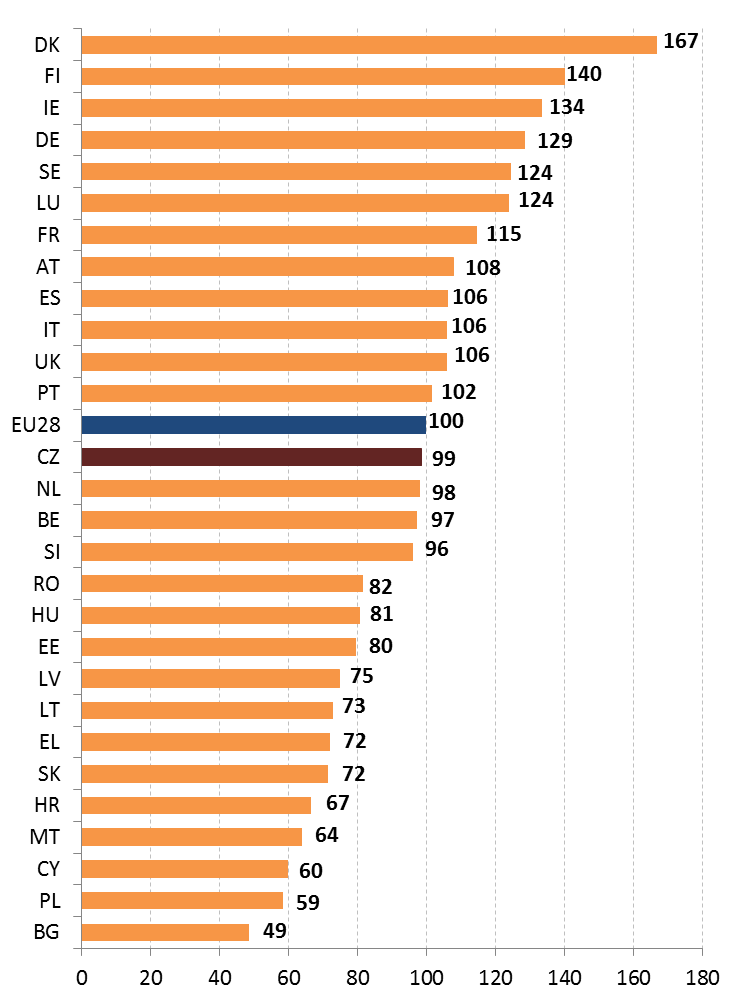 DK 167
FI 140
IE 134
DE 129
SE 124
LU 124
FR 115
AT 108
ES 106
IT 106
UK 106
PT 102
EU28 100
CZ 99
NL 98
BE 97
SI 96
RO 82
HU 81
EE 80
LV 75
LT 73
EL 72
SK 72
HR 67
MT 64
CY 60
PL 59
BG 49
0 20 40 60 80 100 120 140 160 180